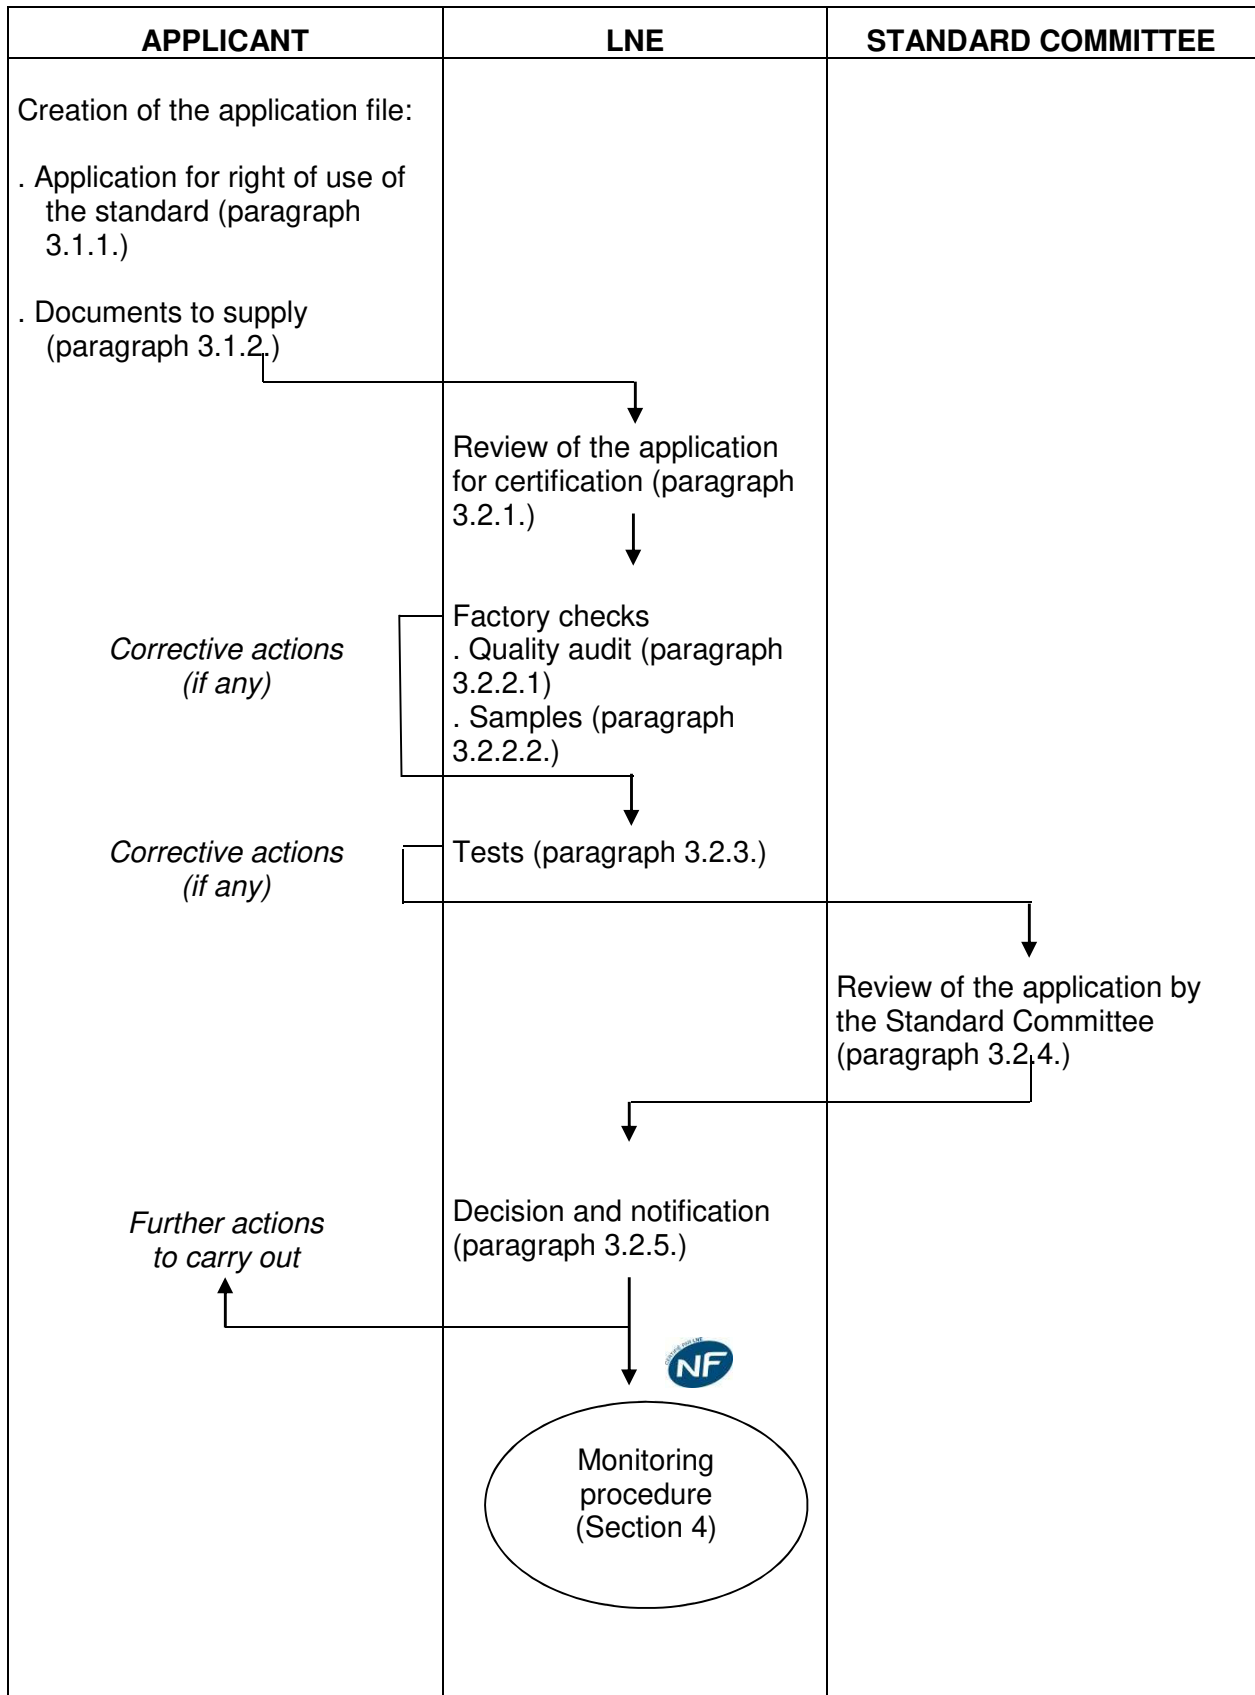 APPLICANT
LNE
STANDARD COMMITTEE
Creation of the application file:
. Application for right of use of
the standard (paragraph
3.1.1.)
. Documents to supply
(paragraph 3.1.2.)
Review of the application
for certification (paragraph
3.2.1.)
Corrective actions
(if any)
Factory checks
. Quality audit (paragraph
3.2.2.1)
. Samples (paragraph
3.2.2.2.)
Corrective actions
(if any)
Tests (paragraph 3.2.3.)
Review of the application by
the Standard Committee
(paragraph 3.2.4.)
Further actions
to carry out
Decision and notification
(paragraph 3.2.5.)
CERTIFIÉ PAR LNE
NF
Monitoring
procedure
(Section 4)